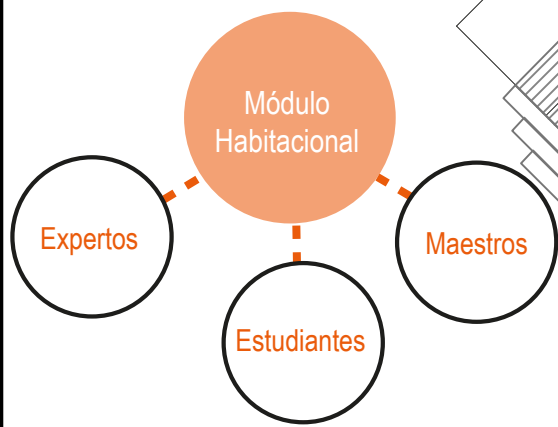 Módulo
Habitacional
Expertos
Maestros
Estudiantes